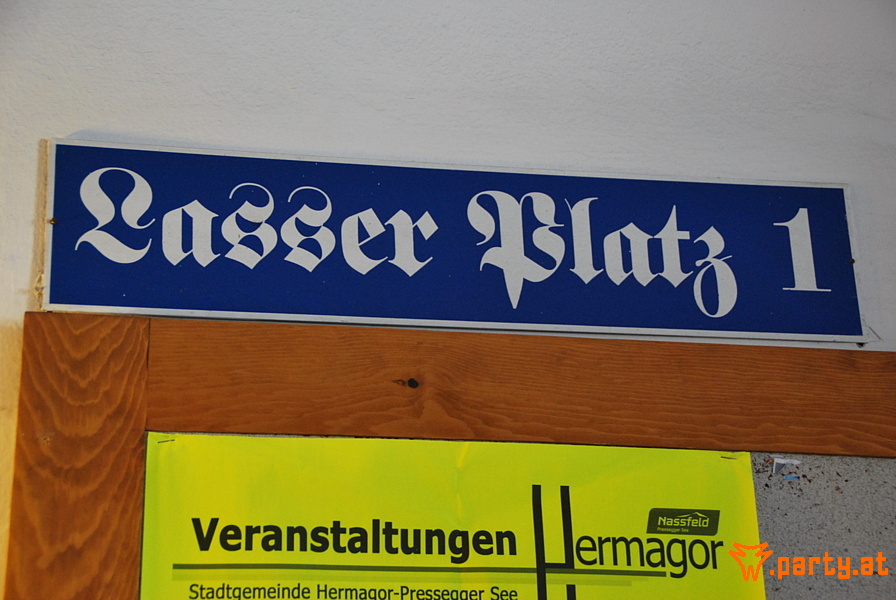 Lasser Platz 1
Nassfeld
Pressegger See
Veranstaltungen Hermagor
Stadtgemeinde Hermagor-Pressegger See
.party.at